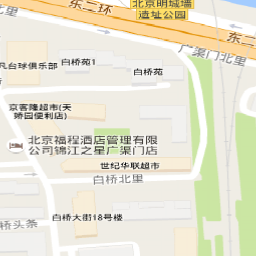 北京明城墙
遗址公园
东二环
东二
广渠门北里
白桥苑1
凡台球俱乐部
白桥苑
京客隆超市(天
娇园便利店)
北京福程酒店管理有限
公司锦江之星广渠门店
世纪华联超市
白桥北里
白桥大街18号楼
桥头条